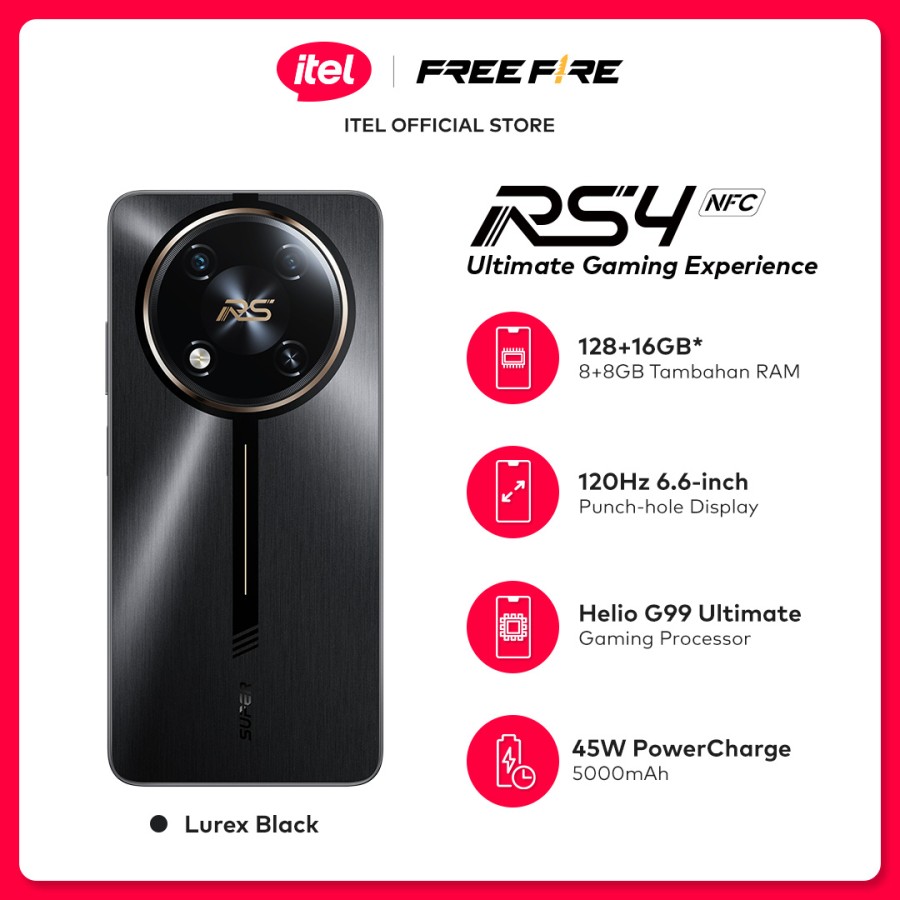 itel | FREE FIRE
ITEL OFFICIAL STORE
RS4 NFC
Ultimate Gaming Experience
RS
128+16GB*
8+8GB Tambahan RAM
120Hz 6.6-inch
Punch-hole Display
Helio G99 Ultimate
Gaming Processor
45W PowerCharge
5000mAh
SUPER
Lurex Black